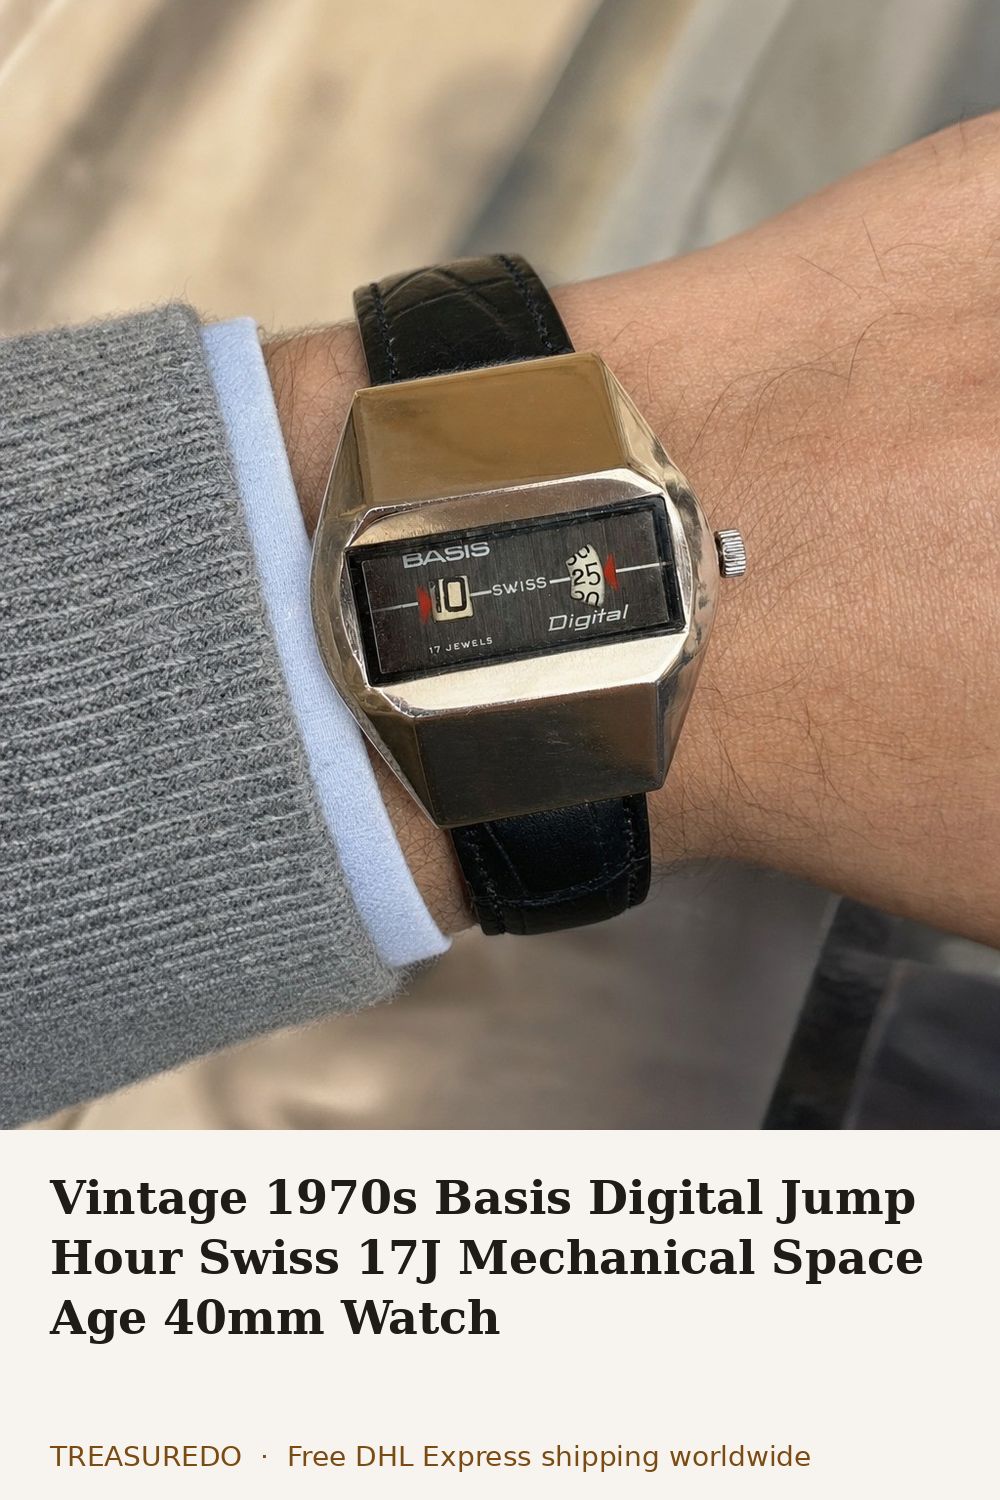 BASIS
10
SWISS
25
Digital
17 JEWELS
Vintage 1970s Basis Digital Jump
Hour Swiss 17J Mechanical Space
Age 40mm Watch
TREASUREDO · Free DHL Express shipping worldwide